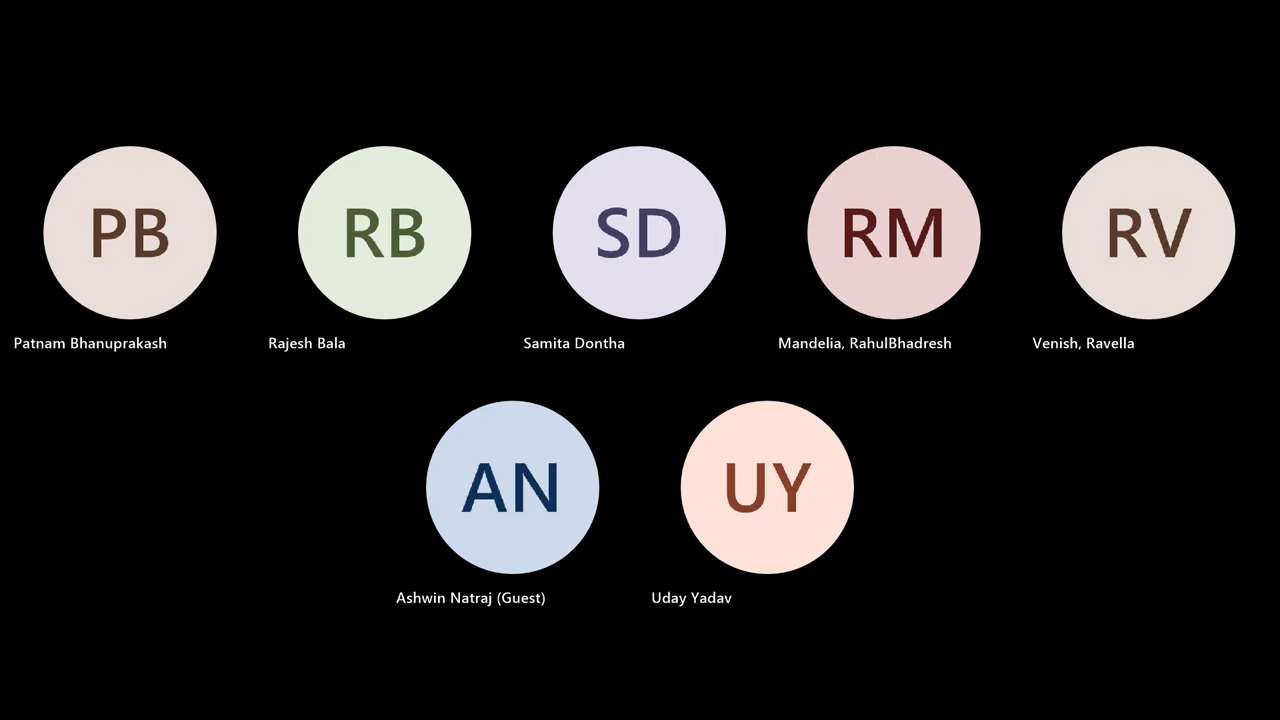 PB
RB
SD
RM
RV
Patnam Bhanuprakash
Rajesh Bala
Samita Dontha
Mandelia, RahulBhadresh
Venish, Ravella
AN
UY
Ashwin Natraj (Guest)
Uday Yadav